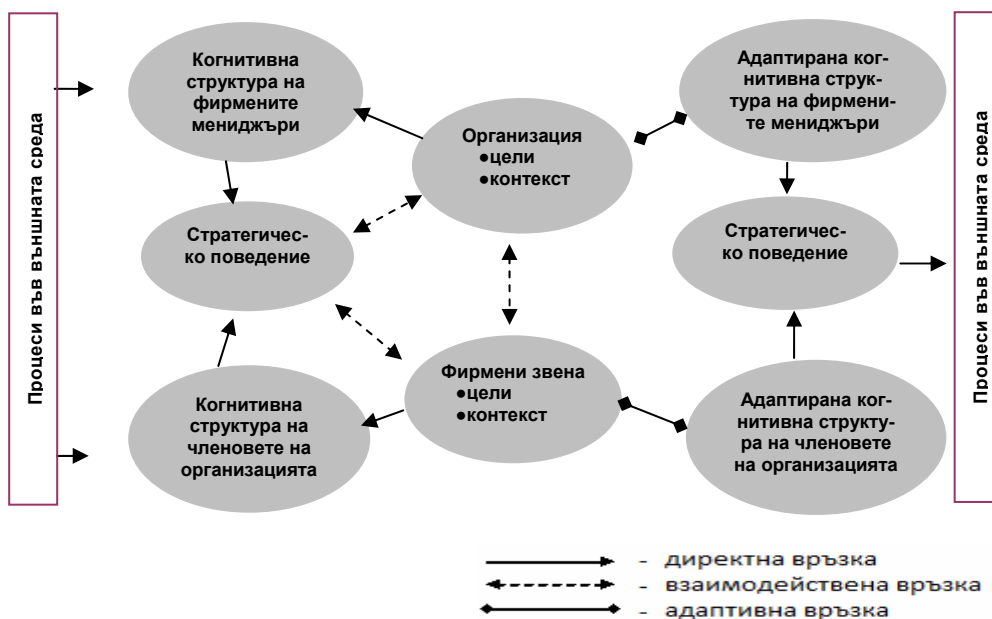 Процеси във външната среда
Когнитивна
структура на
фирмените
мениджъри
Организация
●цели
●контекст
Адаптирана ког-
нитивна струк-
тура на фирмени-
те мениджъри
Стратегичес-
ко поведение
Стратегичес-
ко поведение
Когнитивна
структура на
членовете на
организацията
Фирмени звена
●цели
●контекст
Адаптирана ког-
нитивна структу-
ра на членовете
на организацията
Процеси във външната среда
- директна връзка
- взаимодействена връзка
- адаптивна връзка